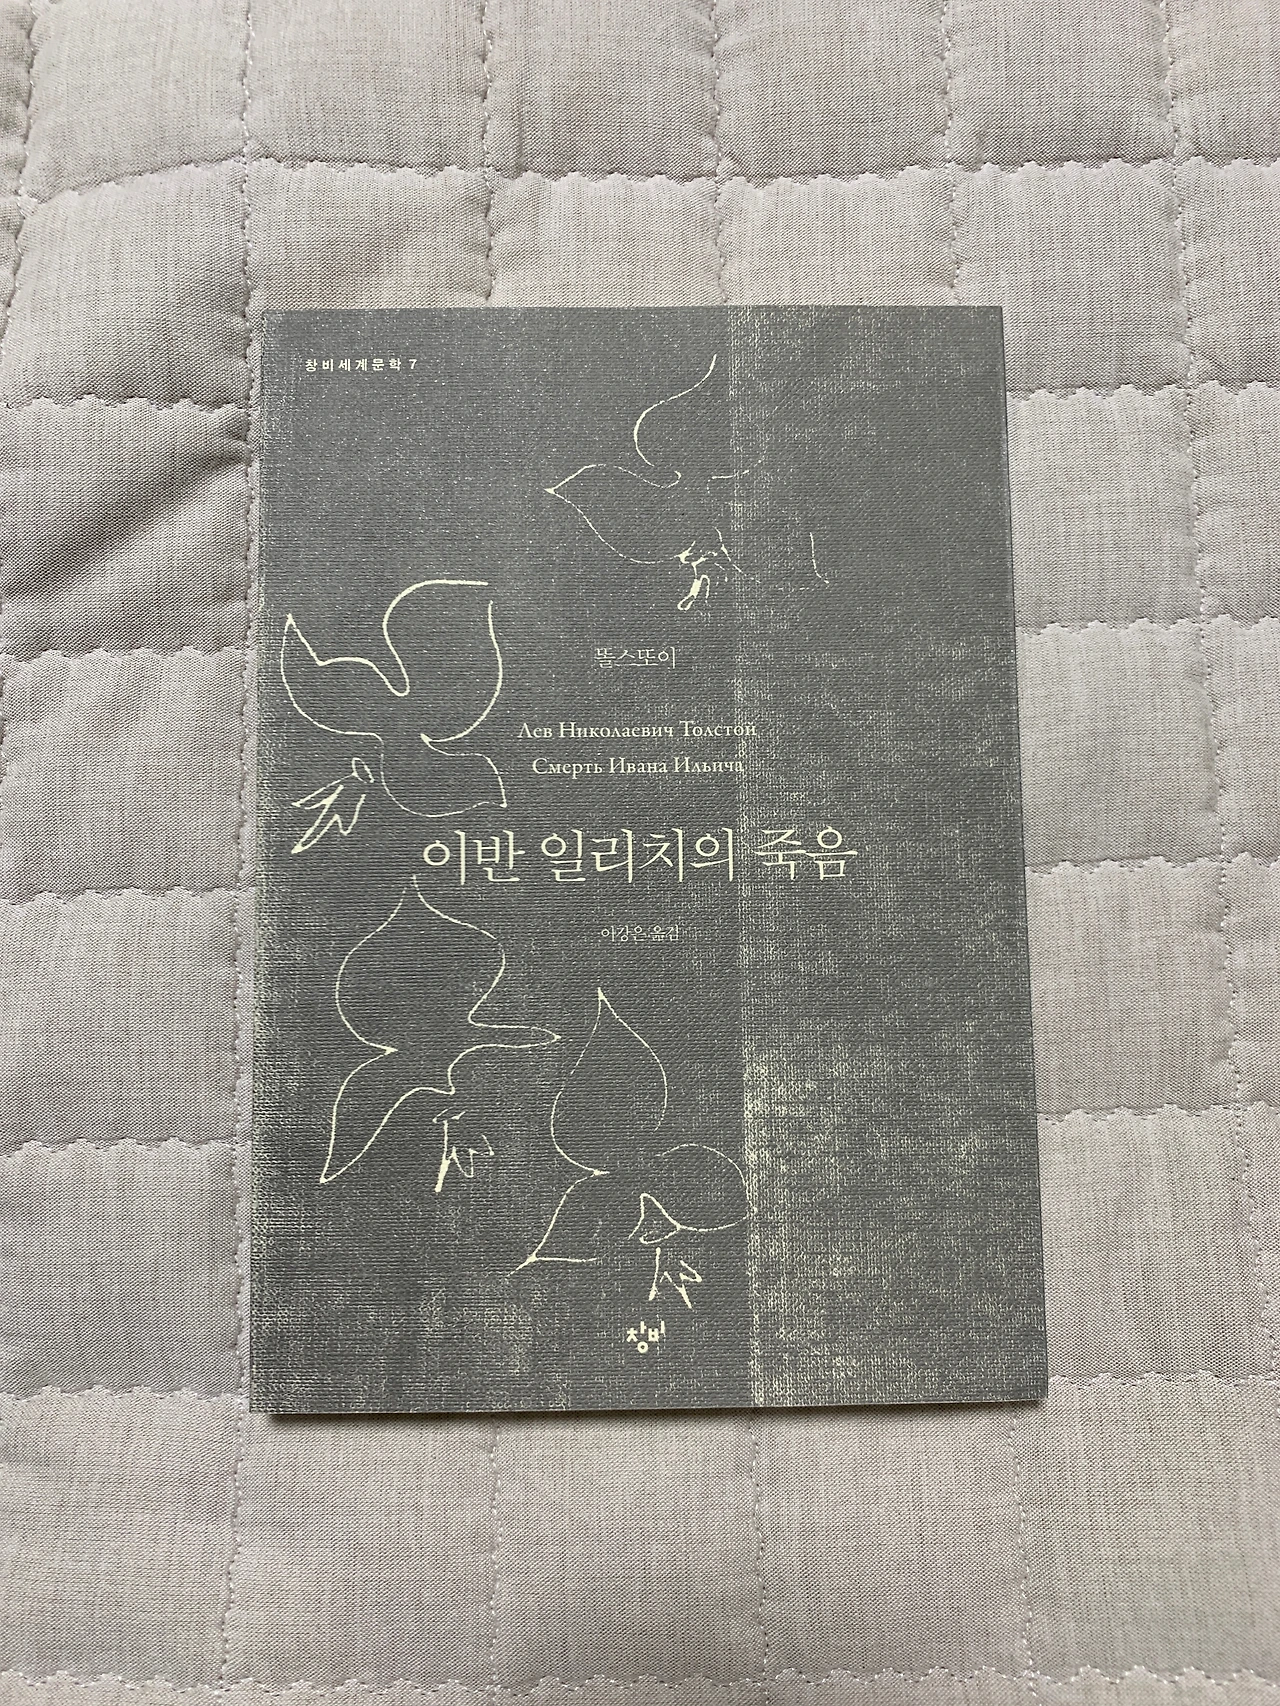 창비세계문학 7
똘스또이
Лев Николаевич Толстой
Смерть Ивана Ильича
이반 일리치의 죽음
이강은 옮김
창비